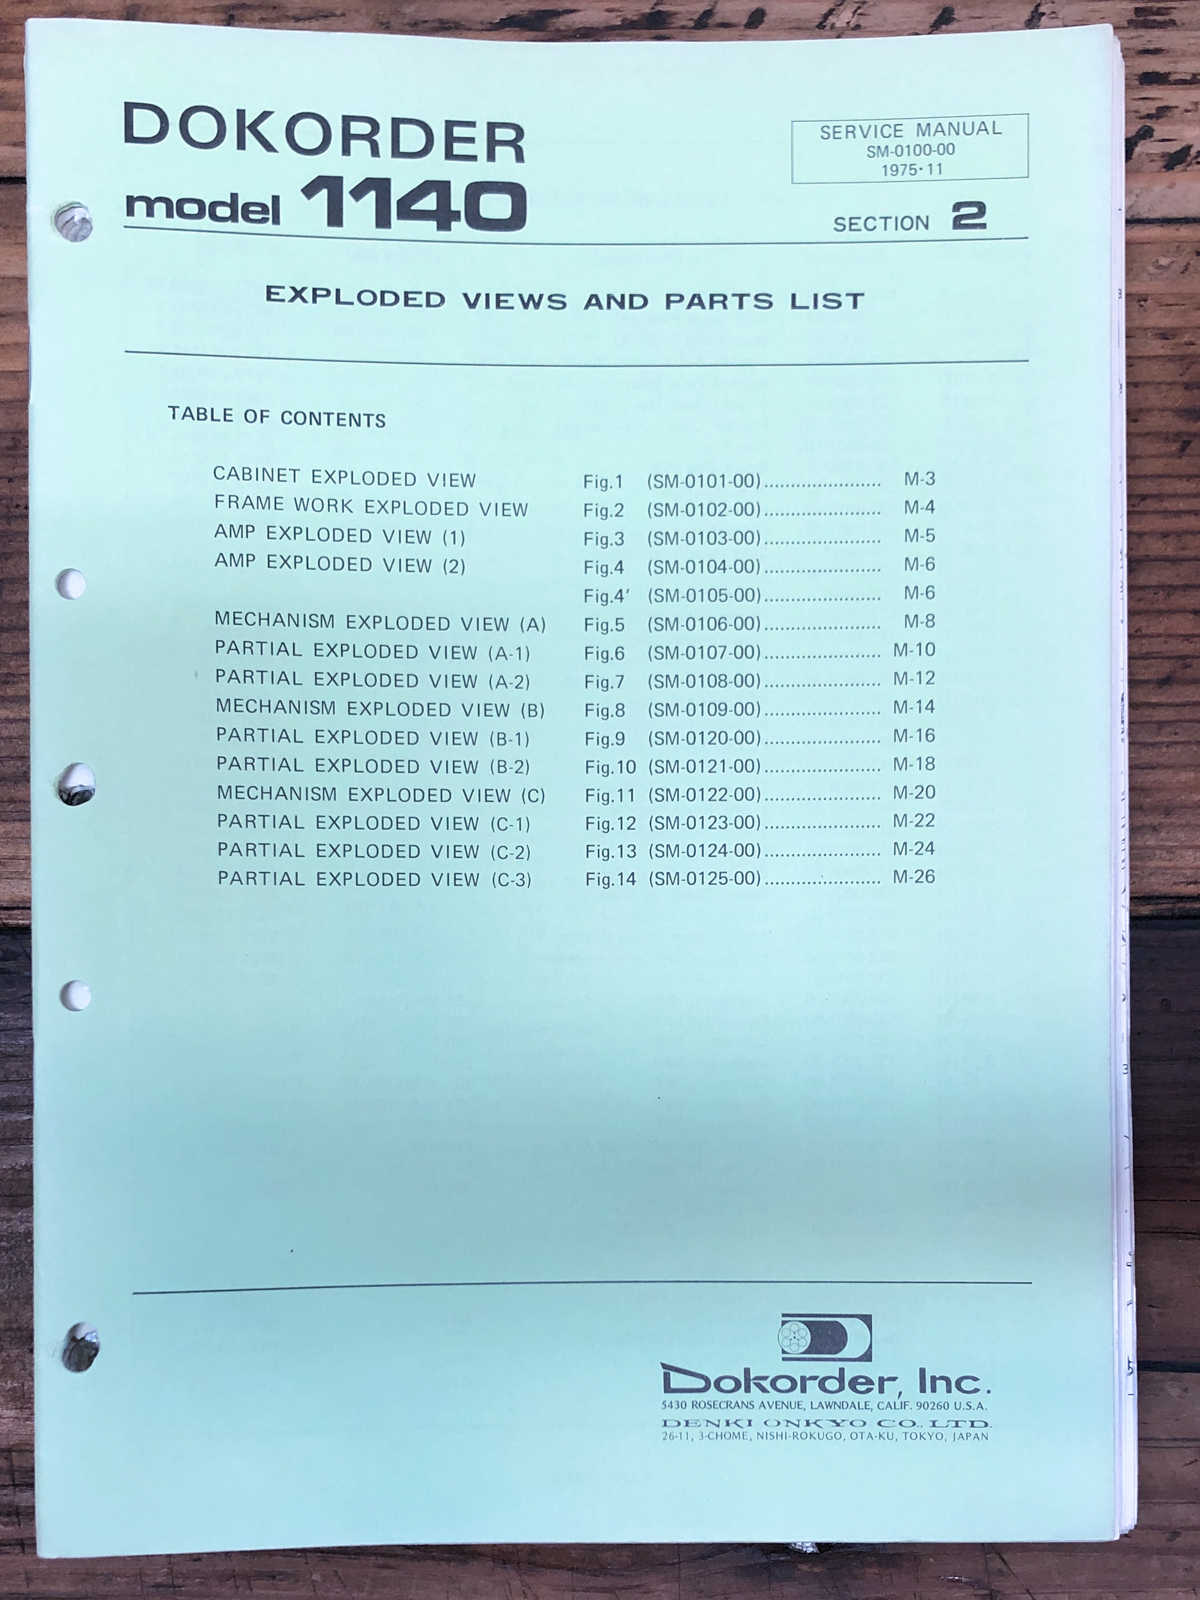 DOKORDER
model 1140
SERVICE MANUAL
SM-0100-00
1975·11
SECTION 2
EXPLODED VIEWS AND PARTS LIST
TABLE OF CONTENTS
CABINET EXPLODED VIEW Fig.1 (SM-0101-00)....................... M-3
FRAME WORK EXPLODED VIEW Fig.2 (SM-0102-00)....................... M-4
AMP EXPLODED VIEW (1) Fig.3 (SM-0103-00)....................... M-5
AMP EXPLODED VIEW (2) Fig.4 (SM-0104-00)....................... M-6
Fig.4' (SM-0105-00)....................... M-6
MECHANISM EXPLODED VIEW (A) Fig.5 (SM-0106-00)....................... M-8
PARTIAL EXPLODED VIEW (A-1) Fig.6 (SM-0107-00)....................... M-10
PARTIAL EXPLODED VIEW (A-2) Fig.7 (SM-0108-00)....................... M-12
MECHANISM EXPLODED VIEW (B) Fig.8 (SM-0109-00)....................... M-14
PARTIAL EXPLODED VIEW (B-1) Fig.9 (SM-0120-00)....................... M-16
PARTIAL EXPLODED VIEW (B-2) Fig.10 (SM-0121-00)....................... M-18
MECHANISM EXPLODED VIEW (C) Fig.11 (SM-0122-00)....................... M-20
PARTIAL EXPLODED VIEW (C-1) Fig.12 (SM-0123-00)....................... M-22
PARTIAL EXPLODED VIEW (C-2) Fig.13 (SM-0124-00)....................... M-24
PARTIAL EXPLODED VIEW (C-3) Fig.14 (SM-0125-00)....................... M-26
Dokorder, Inc.
5430 ROSECRANS AVENUE, LAWNDALE, CALIF. 90260 U.S.A.
DENKI ONKYO CO., LTD.
26-11, 3-CHOME, NISHI-ROKUGO, OTA-KU, TOKYO, JAPAN